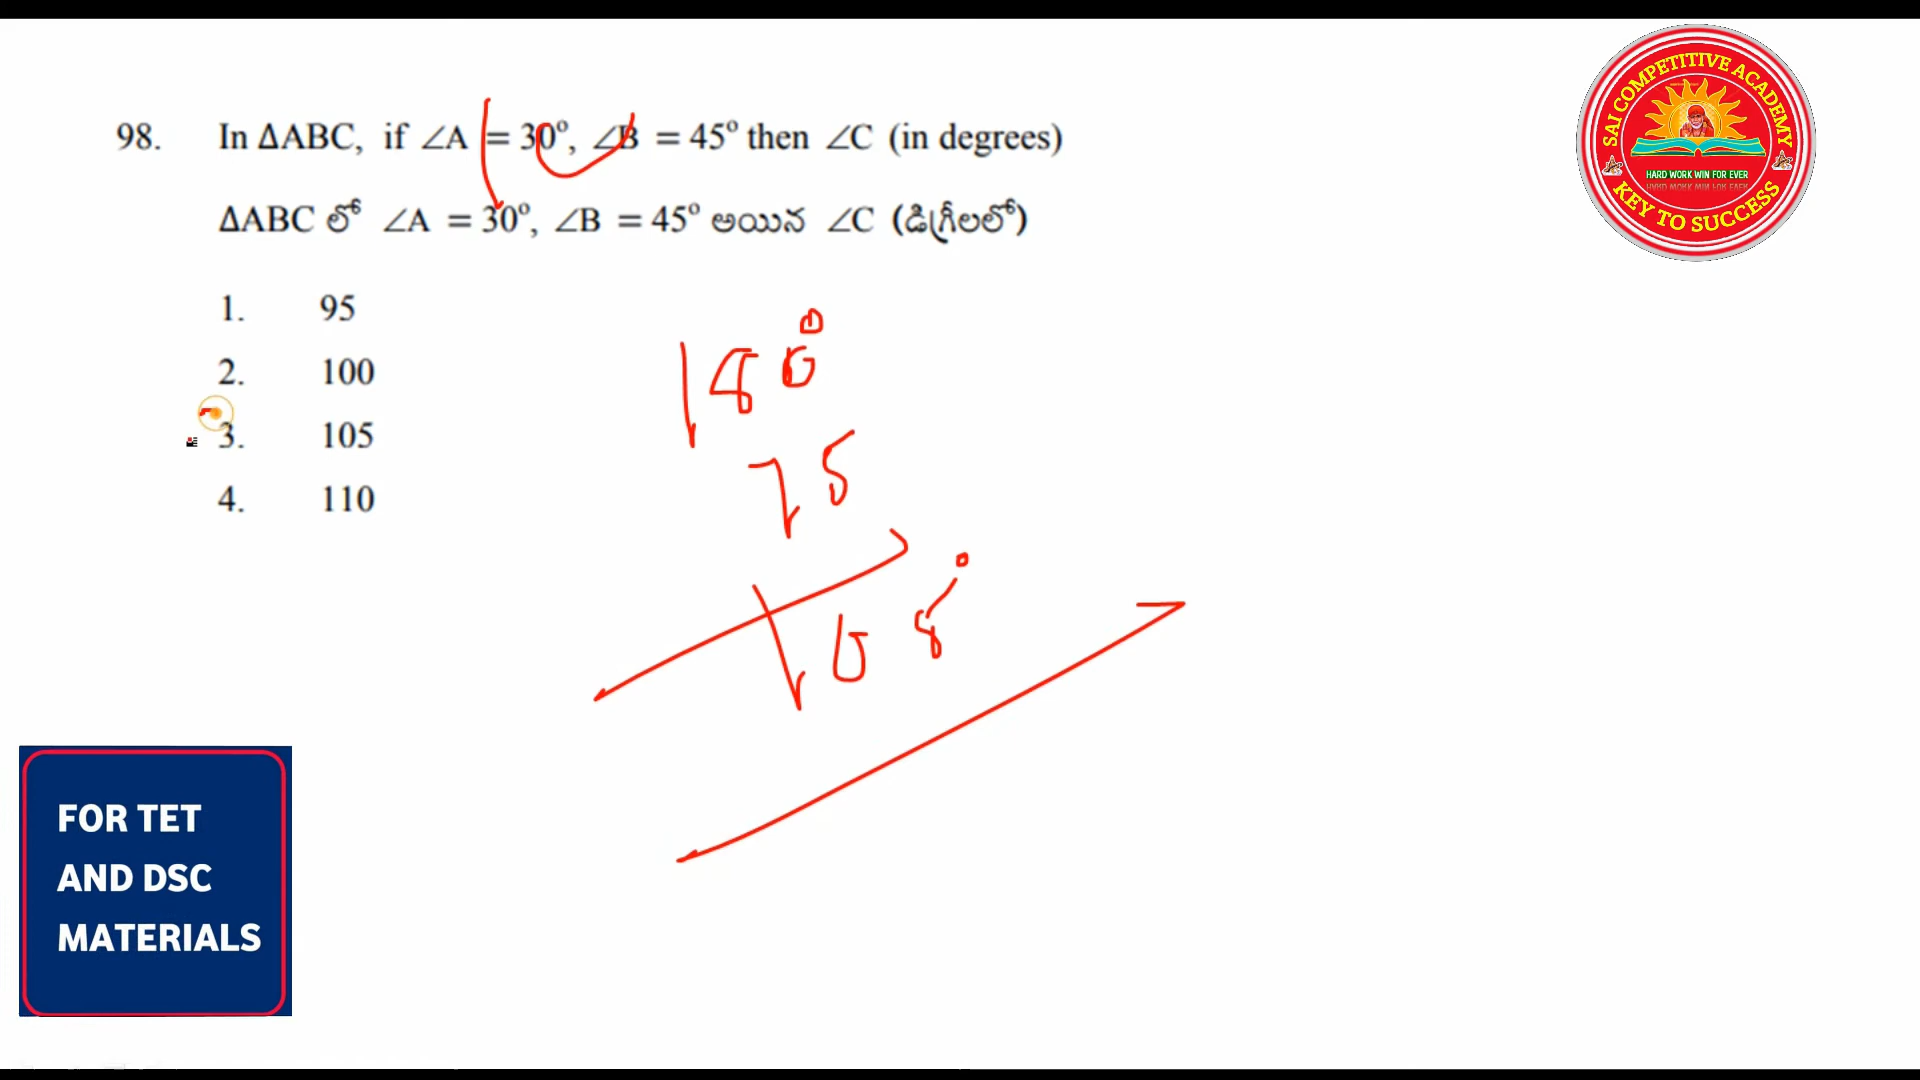 98. In ΔABC, if ∠A = 30°, ∠B = 45° then ∠C (in degrees)
ΔABC లో ∠A = 30°, ∠B = 45° అయిన ∠C (డిగ్రీలలో)
1. 95
2. 100
3. 105
4. 110
180°
75
105°
SAI COMPETITIVE ACADEMY
HARD WORK WIN FOR EVER
KEY TO SUCCESS
FOR TET
AND DSC
MATERIALS